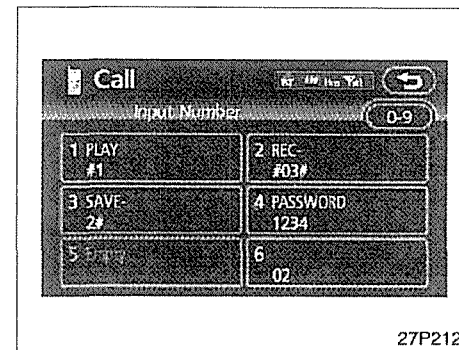 Call
Input Number
0-9
1 PLAY
#1
2 REC-
#03#
3 SAVE-
2#
4 PASSWORD
1234
5 Empty
6
02
27P212